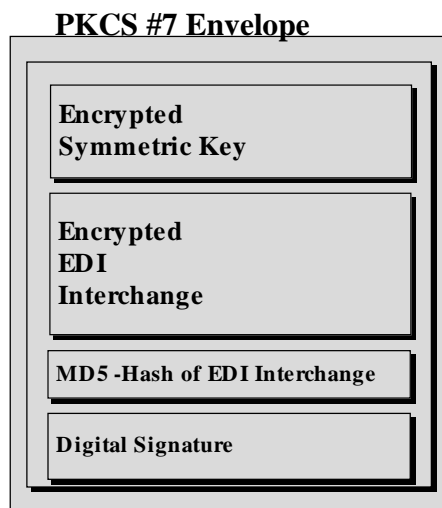 PKCS #7 Envelope
Encrypted
Symmetric Key
Encrypted
EDI
Interchange
MD5 -Hash of EDI Interchange
Digital Signature